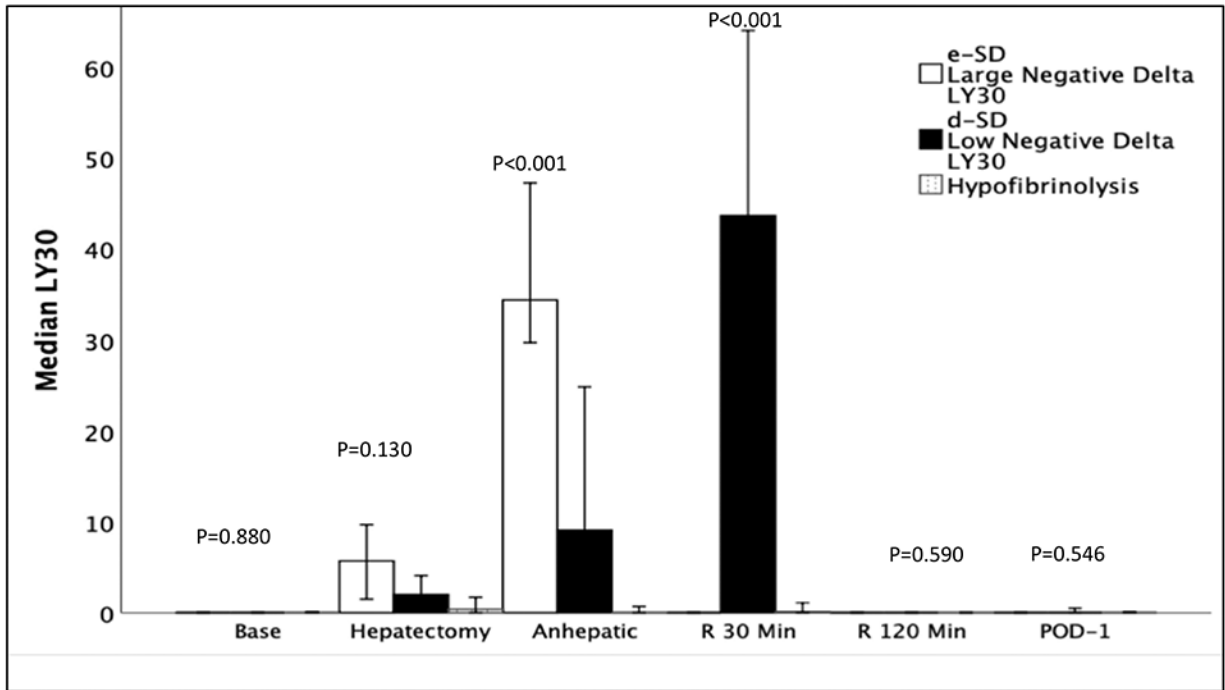 P<0.001
e-SD
Large Negative Delta
LY30
d-SD
Low Negative Delta
LY30
Hypofibrinolysis
P<0.001
P=0.130
P=0.880
P=0.590
P=0.546
Median LY30
60
50
40
30
20
10
0
Base
Hepatectomy
Anhepatic
R 30 Min
R 120 Min
POD-1